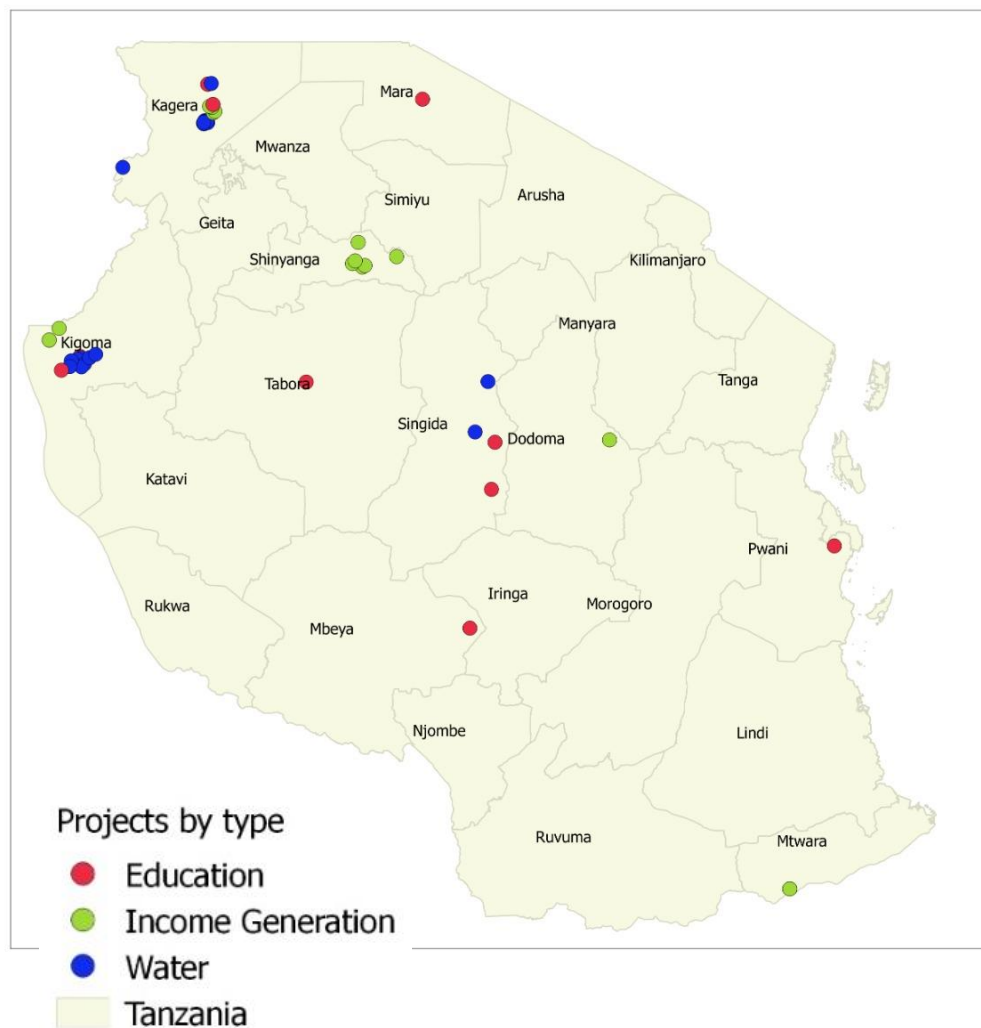 Mara
Kagera
Mwanza
Simiyu
Arusha
Geita
Shinyanga
Kilimanjaro
Manyara
Kigoma
Tanga
Tabora
Singida
Dodoma
Katavi
Pwani
Iringa
Rukwa
Morogoro
Mbeya
Njombe
Lindi
Ruvuma
Mtwara
Projects by type
Education
Income Generation
Water
Tanzania